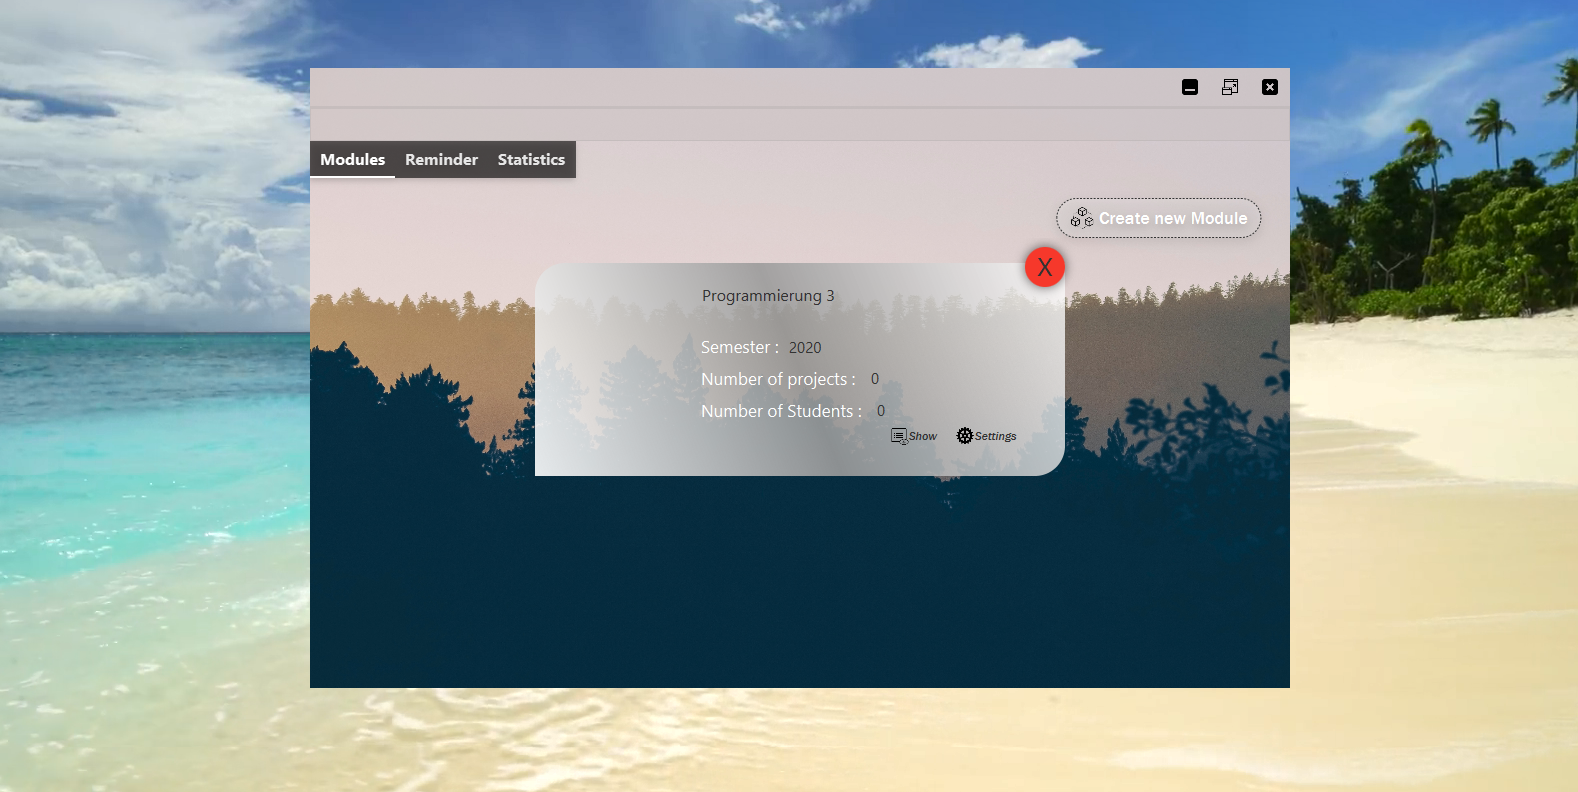 Modules Reminder Statistics
Create new Module
X
Programmierung 3
Semester : 2020
Number of projects : 0
Number of Students : 0
Show Settings